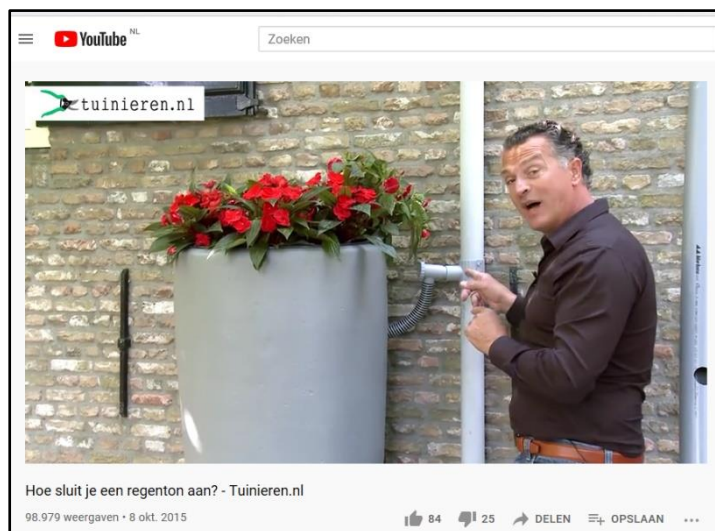 YouTube NL
Zoeken
tuinieren.nl
Hoe sluit je een regenton aan? - Tuinieren.nl
98.979 weergaven • 8 okt. 2015
84 25 DELEN OPSLAAN